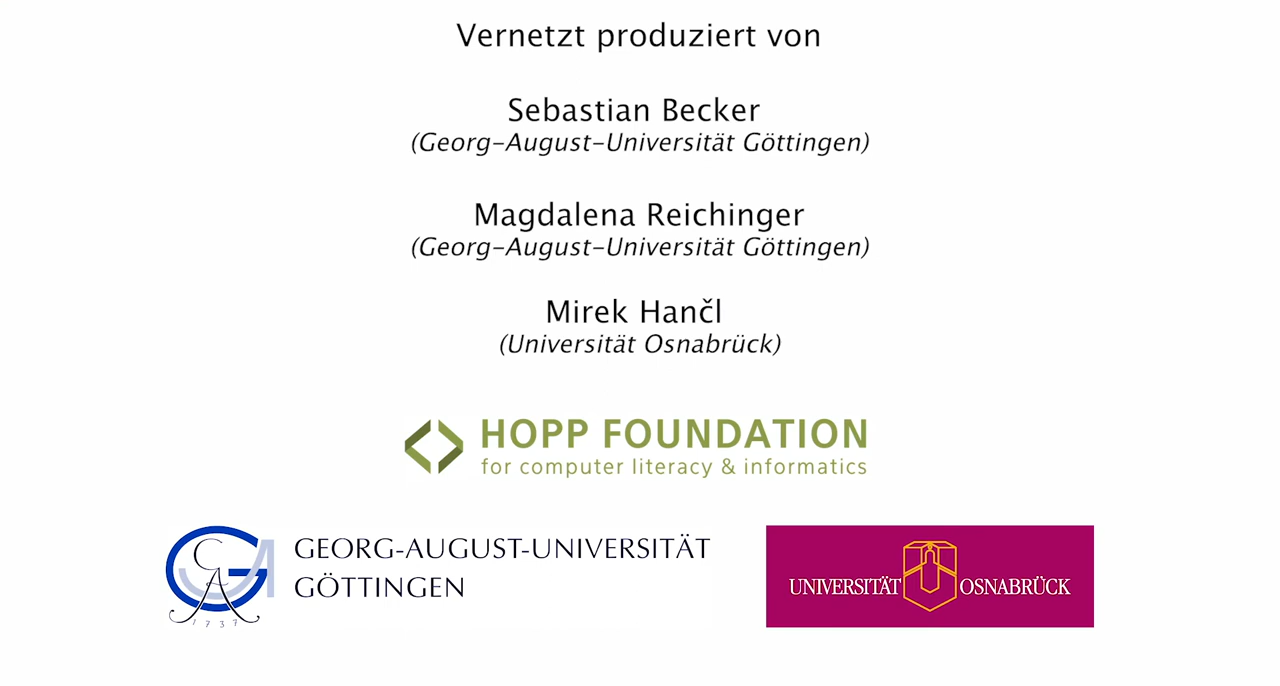 Vernetzt produziert von
Sebastian Becker
(Georg-August-Universität Göttingen)
Magdalena Reichinger
(Georg-August-Universität Göttingen)
Mirek Hančl
(Universität Osnabrück)
HOPP FOUNDATION
for computer literacy & informatics
GEORG-AUGUST-UNIVERSITÄT
GÖTTINGEN
1737
UNIVERSITÄT OSNABRÜCK